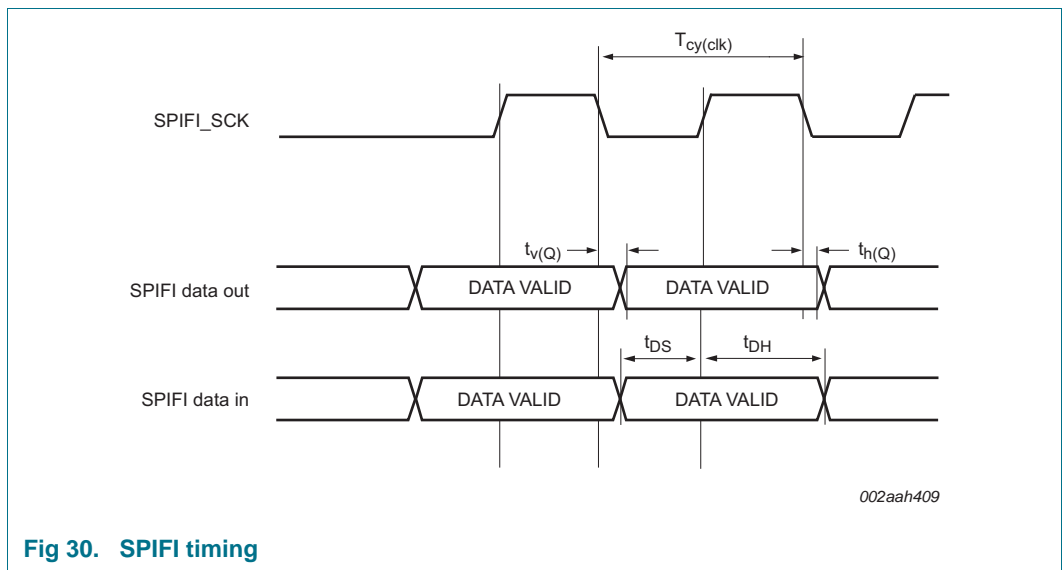 Tcy(clk)
SPIFI_SCK
tv(Q)
th(Q)
SPIFI data out
DATA VALID
DATA VALID
tDS
tDH
SPIFI data in
DATA VALID
DATA VALID
002aah409
Fig 30. SPIFI timing